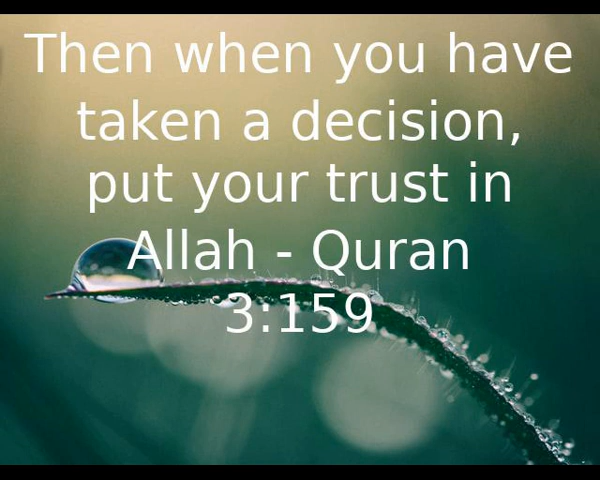 Then when you have
taken a decision,
put your trust in
Allah - Quran
3:159